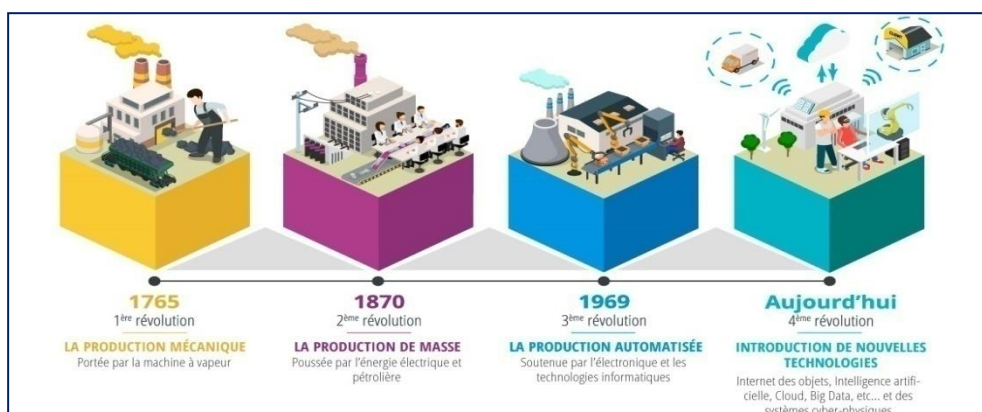 1765
1ère révolution
LA PRODUCTION MÉCANIQUE
Portée par la machine à vapeur
1870
2ème révolution
LA PRODUCTION DE MASSE
Poussée par l'énergie électrique et
pétrolière
1969
3ème révolution
LA PRODUCTION AUTOMATISÉE
Soutenue par l'électronique et les
technologies informatiques
Aujourd'hui
4ème révolution
INTRODUCTION DE NOUVELLES
TECHNOLOGIES
Internet des objets, Intelligence artifi-
cielle, Cloud, Big Data, etc... et des
systèmes cyber-physiques